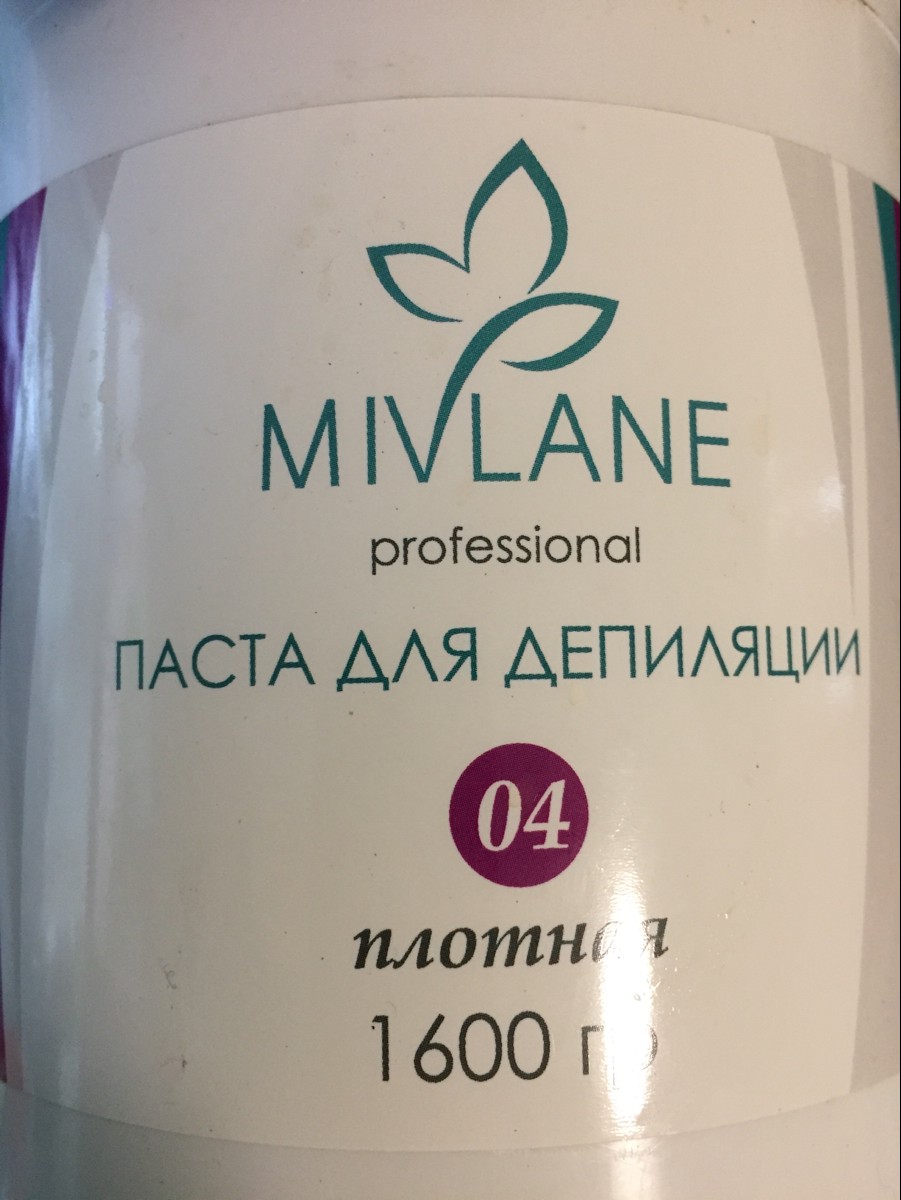 MIVLANE
professional
ПАСТА ДЛЯ ДЕПИЛЯЦИИ
04
плотная
1600 гр